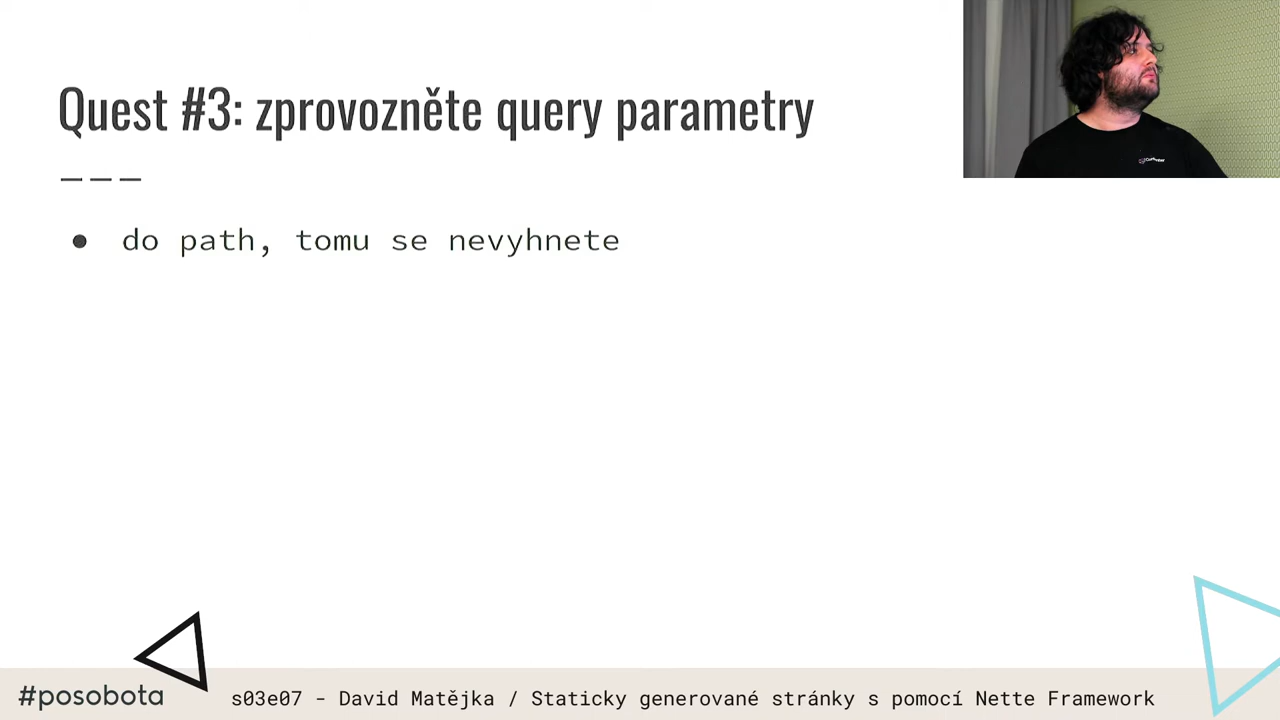 Quest #3: zprovozněte query parametry
● do path, tomu se nevyhnete
#posobota
s03e07 - David Matějka / Staticky generované stránky s pomocí Nette Framework